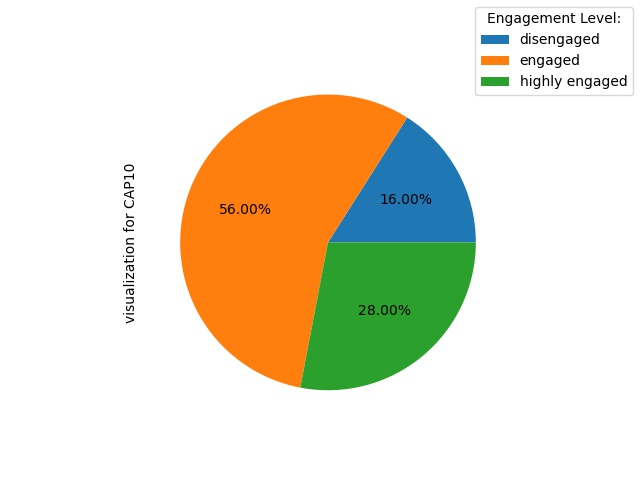 Engagement Level:
disengaged
engaged
highly engaged
16.00%
56.00%
28.00%
visualization for CAP10